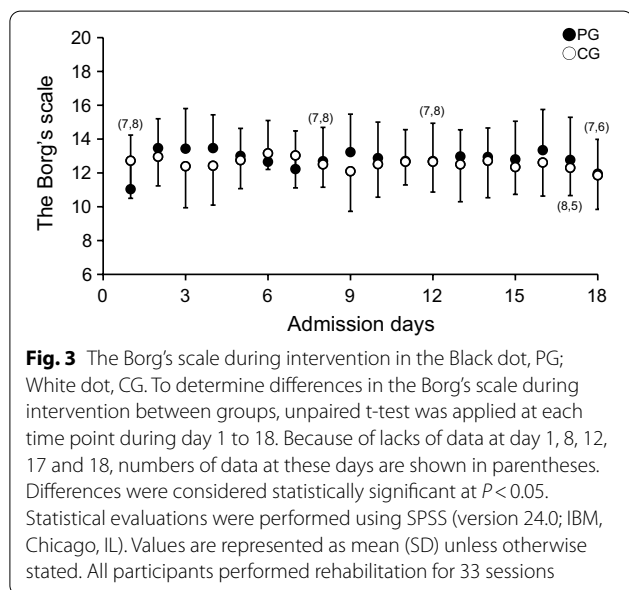 20
18
16
14
12
10
8
6
The Borg's scale
PG
CG
(7,8)
(7,8)
(7,8)
(7,6)
(8,5)
0 3 6 9 12 15 18
Admission days
Fig. 3 The Borg's scale during intervention in the Black dot, PG;
White dot, CG. To determine differences in the Borg's scale during
intervention between groups, unpaired t-test was applied at each
time point during day 1 to 18. Because of lacks of data at day 1, 8, 12,
17 and 18, numbers of data at these days are shown in parentheses.
Differences were considered statistically significant at P < 0.05.
Statistical evaluations were performed using SPSS (version 24.0; IBM,
Chicago, IL). Values are represented as mean (SD) unless otherwise
stated. All participants performed rehabilitation for 33 sessions